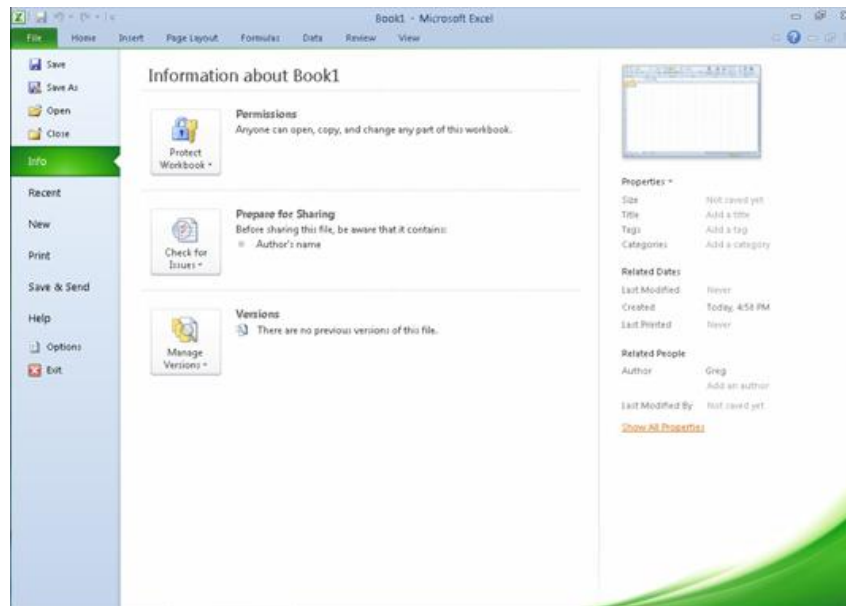 Book1 - Microsoft Excel
File Home Insert Page Layout Formulas Data Review View
Save
Save As
Open
Close
Info
Recent
New
Print
Save & Send
Help
Options
Exit
Information about Book1
Protect
Workbook
Permissions
Anyone can open, copy, and change any part of this workbook.
Check for
Issues
Prepare for Sharing
Before sharing this file, be aware that it contains:
Author's name
Manage
Versions
Versions
There are no previous versions of this file.
Properties
Size Not saved yet
Title Add a title
Tags Add a tag
Categories Add a category
Related Dates
Last Modified Never
Created Today, 4:58 PM
Last Printed Never
Related People
Author Greg
Add an author
Last Modified By Not saved yet
Show All Properties